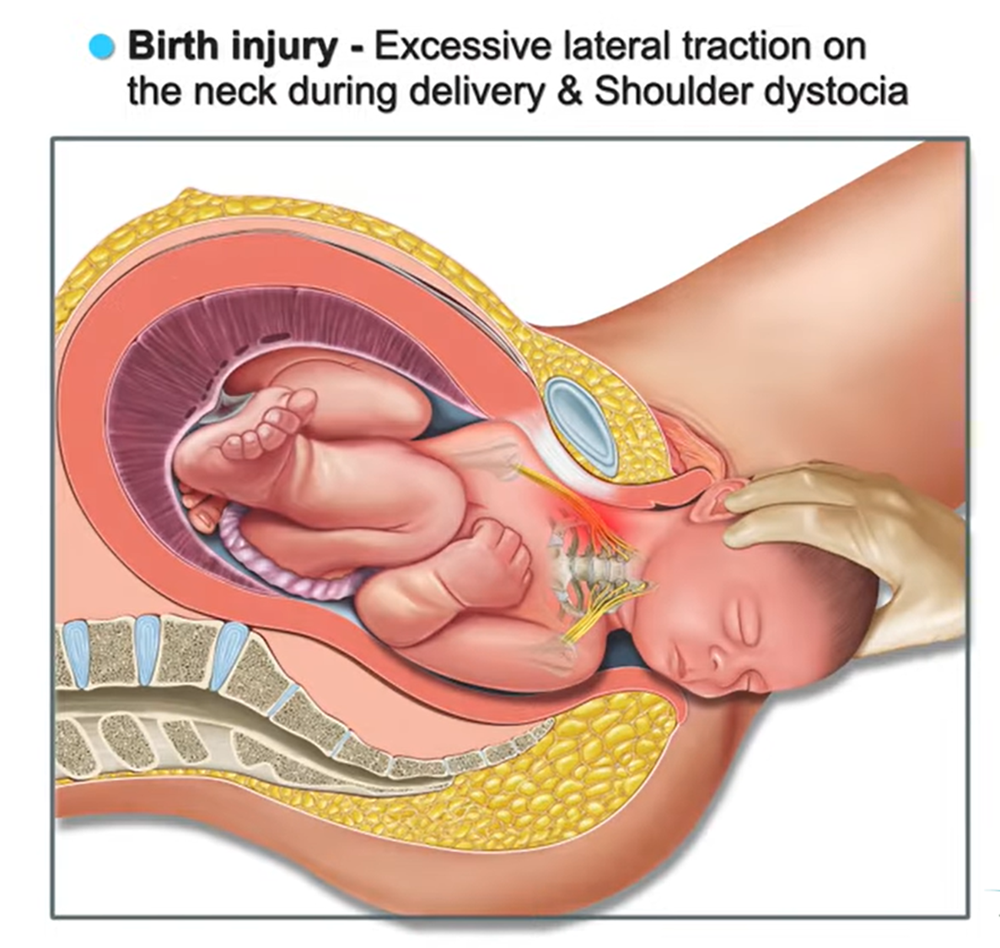 Birth injury - Excessive lateral traction on
the neck during delivery & Shoulder dystocia